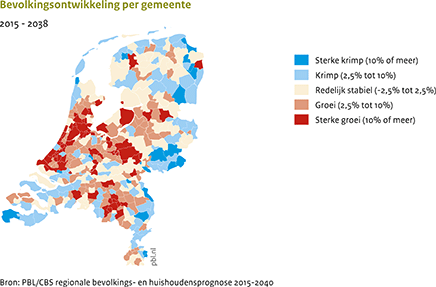 Bevolkingsontwikkeling per gemeente
2015 - 2038
Sterke krimp (10% of meer)
Krimp (2,5% tot 10%)
Redelijk stabiel (-2,5% tot 2,5%)
Groei (2,5% tot 10%)
Sterke groei (10% of meer)
pbl.nl
Bron: PBL/CBS regionale bevolkings- en huishoudensprognose 2015-2040